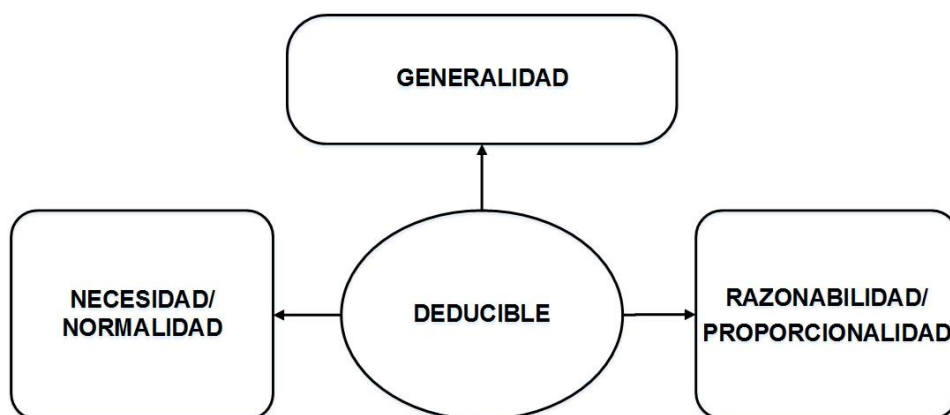 GENERALIDAD
NECESIDAD/
NORMALIDAD
DEDUCIBLE
RAZONABILIDAD/
PROPORCIONALIDAD